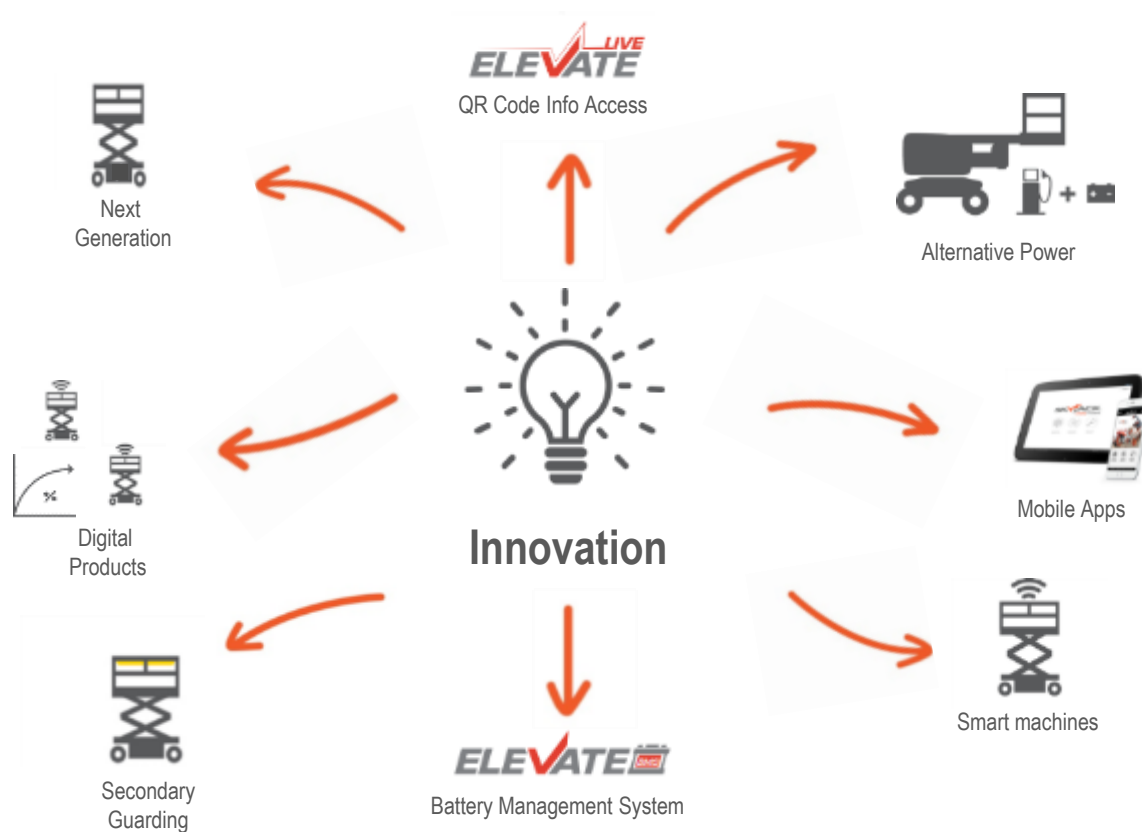 ELEVATE LIVE
QR Code Info Access
Next
Generation
Alternative Power
Mobile Apps
Digital
Products
%
Innovation
Smart machines
Secondary
Guarding
ELEVATE BMS
Battery Management System